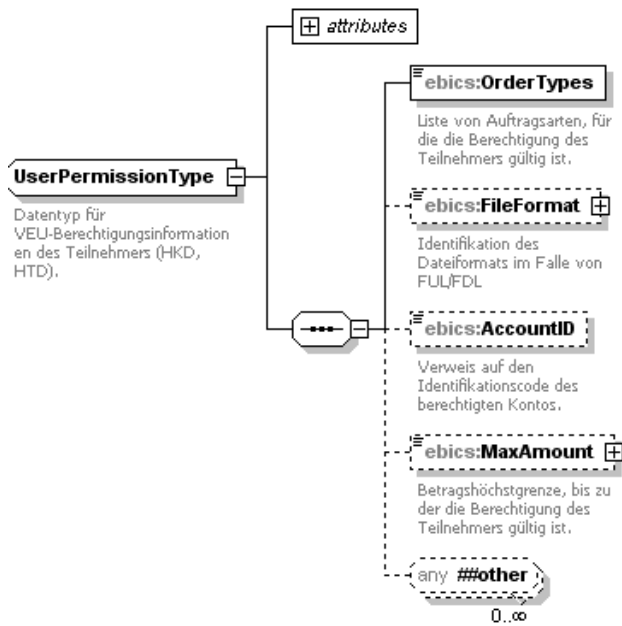 attributes
ebics:OrderTypes
Liste von Auftragsarten, für
die die Berechtigung des
Teilnehmers gültig ist.
UserPermissionType
Datentyp für
VEU-Berechtigungsinformation
en des Teilnehmers (HKD,
HTD).
ebics:FileFormat
Identifikation des
Dateiformats im Falle von
FUL/FDL
ebics:AccountID
Verweis auf den
Identifikationscode des
berechtigten Kontos.
ebics:MaxAmount
Betragshöchstgrenze, bis zu
der die Berechtigung des
Teilnehmers gültig ist.
any ##other
0..∞